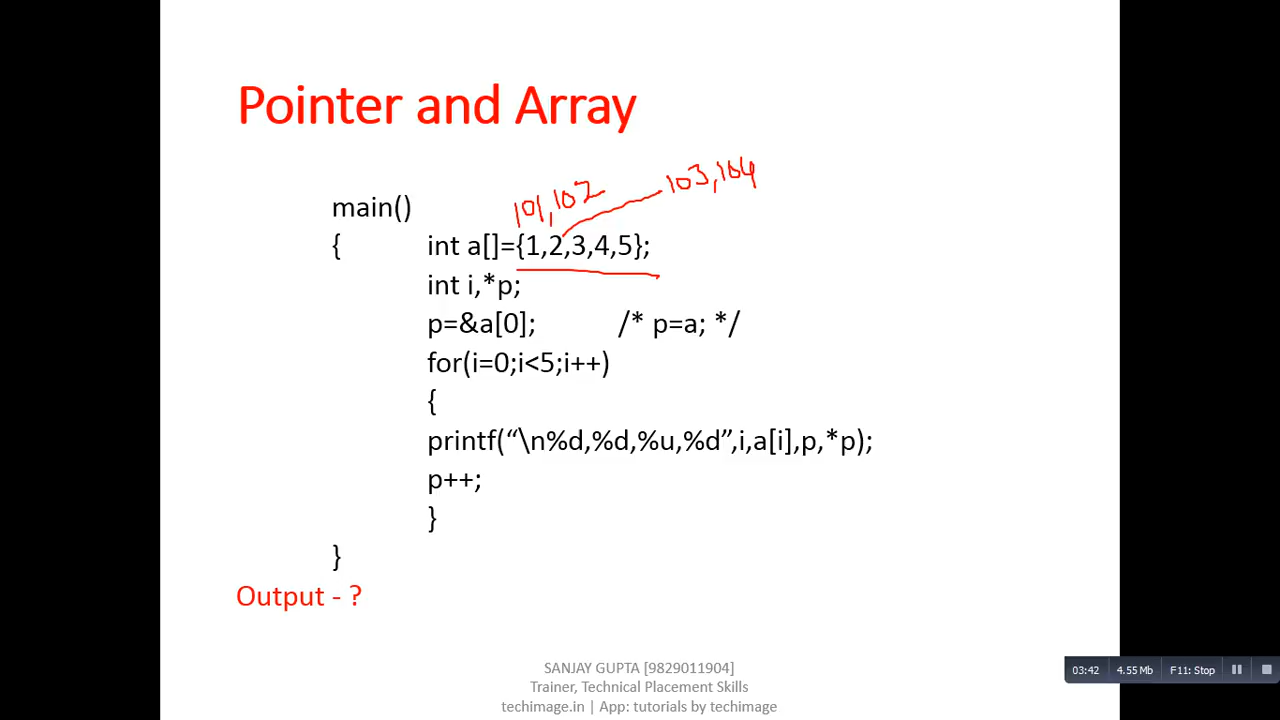 Pointer and Array
101,102
103,104
main()
{ int a[]={1,2,3,4,5};
int i,*p;
p=&a[0]; /* p=a; */
for(i=0;i<5;i++)
{
printf(“\n%d,%d,%u,%d”,i,a[i],p,*p);
p++;
}
}
Output - ?
SANJAY GUPTA [9829011904]
Trainer, Technical Placement Skills
techimage.in | App: tutorials by techimage
03:42 4.55 Mb F11: Stop